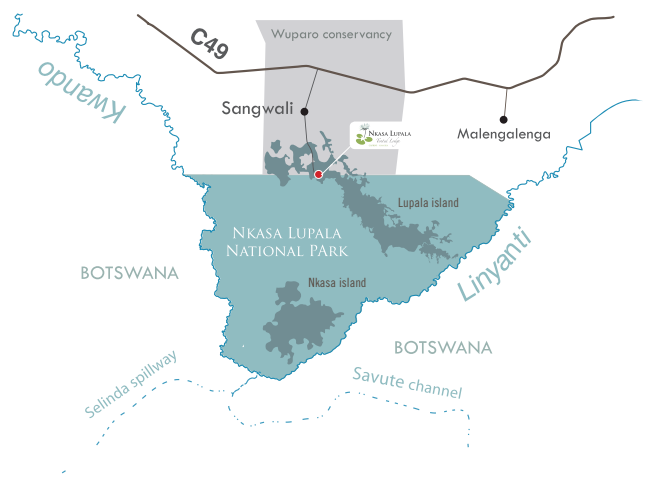 Wuparo conservancy
C49
Kwando
Sangwali
NKASA LUPALA
Malengalenga
Lupala island
NKASA LUPALA
NATIONAL PARK
Linyanti
BOTSWANA
Nkasa island
BOTSWANA
Selinda spillway
Savute channel